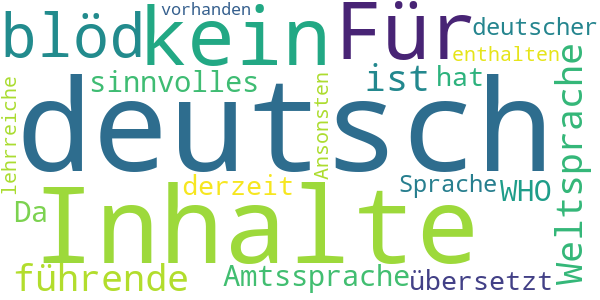 vorhanden
blöd kein Für deutscher
enthalten
sinnvolles ist hat
deutsch
lehrreiche
Ansonsten
Weltsprache
derzeit Sprache WHO
Da Inhalte
führende Amtssprache übersetzt